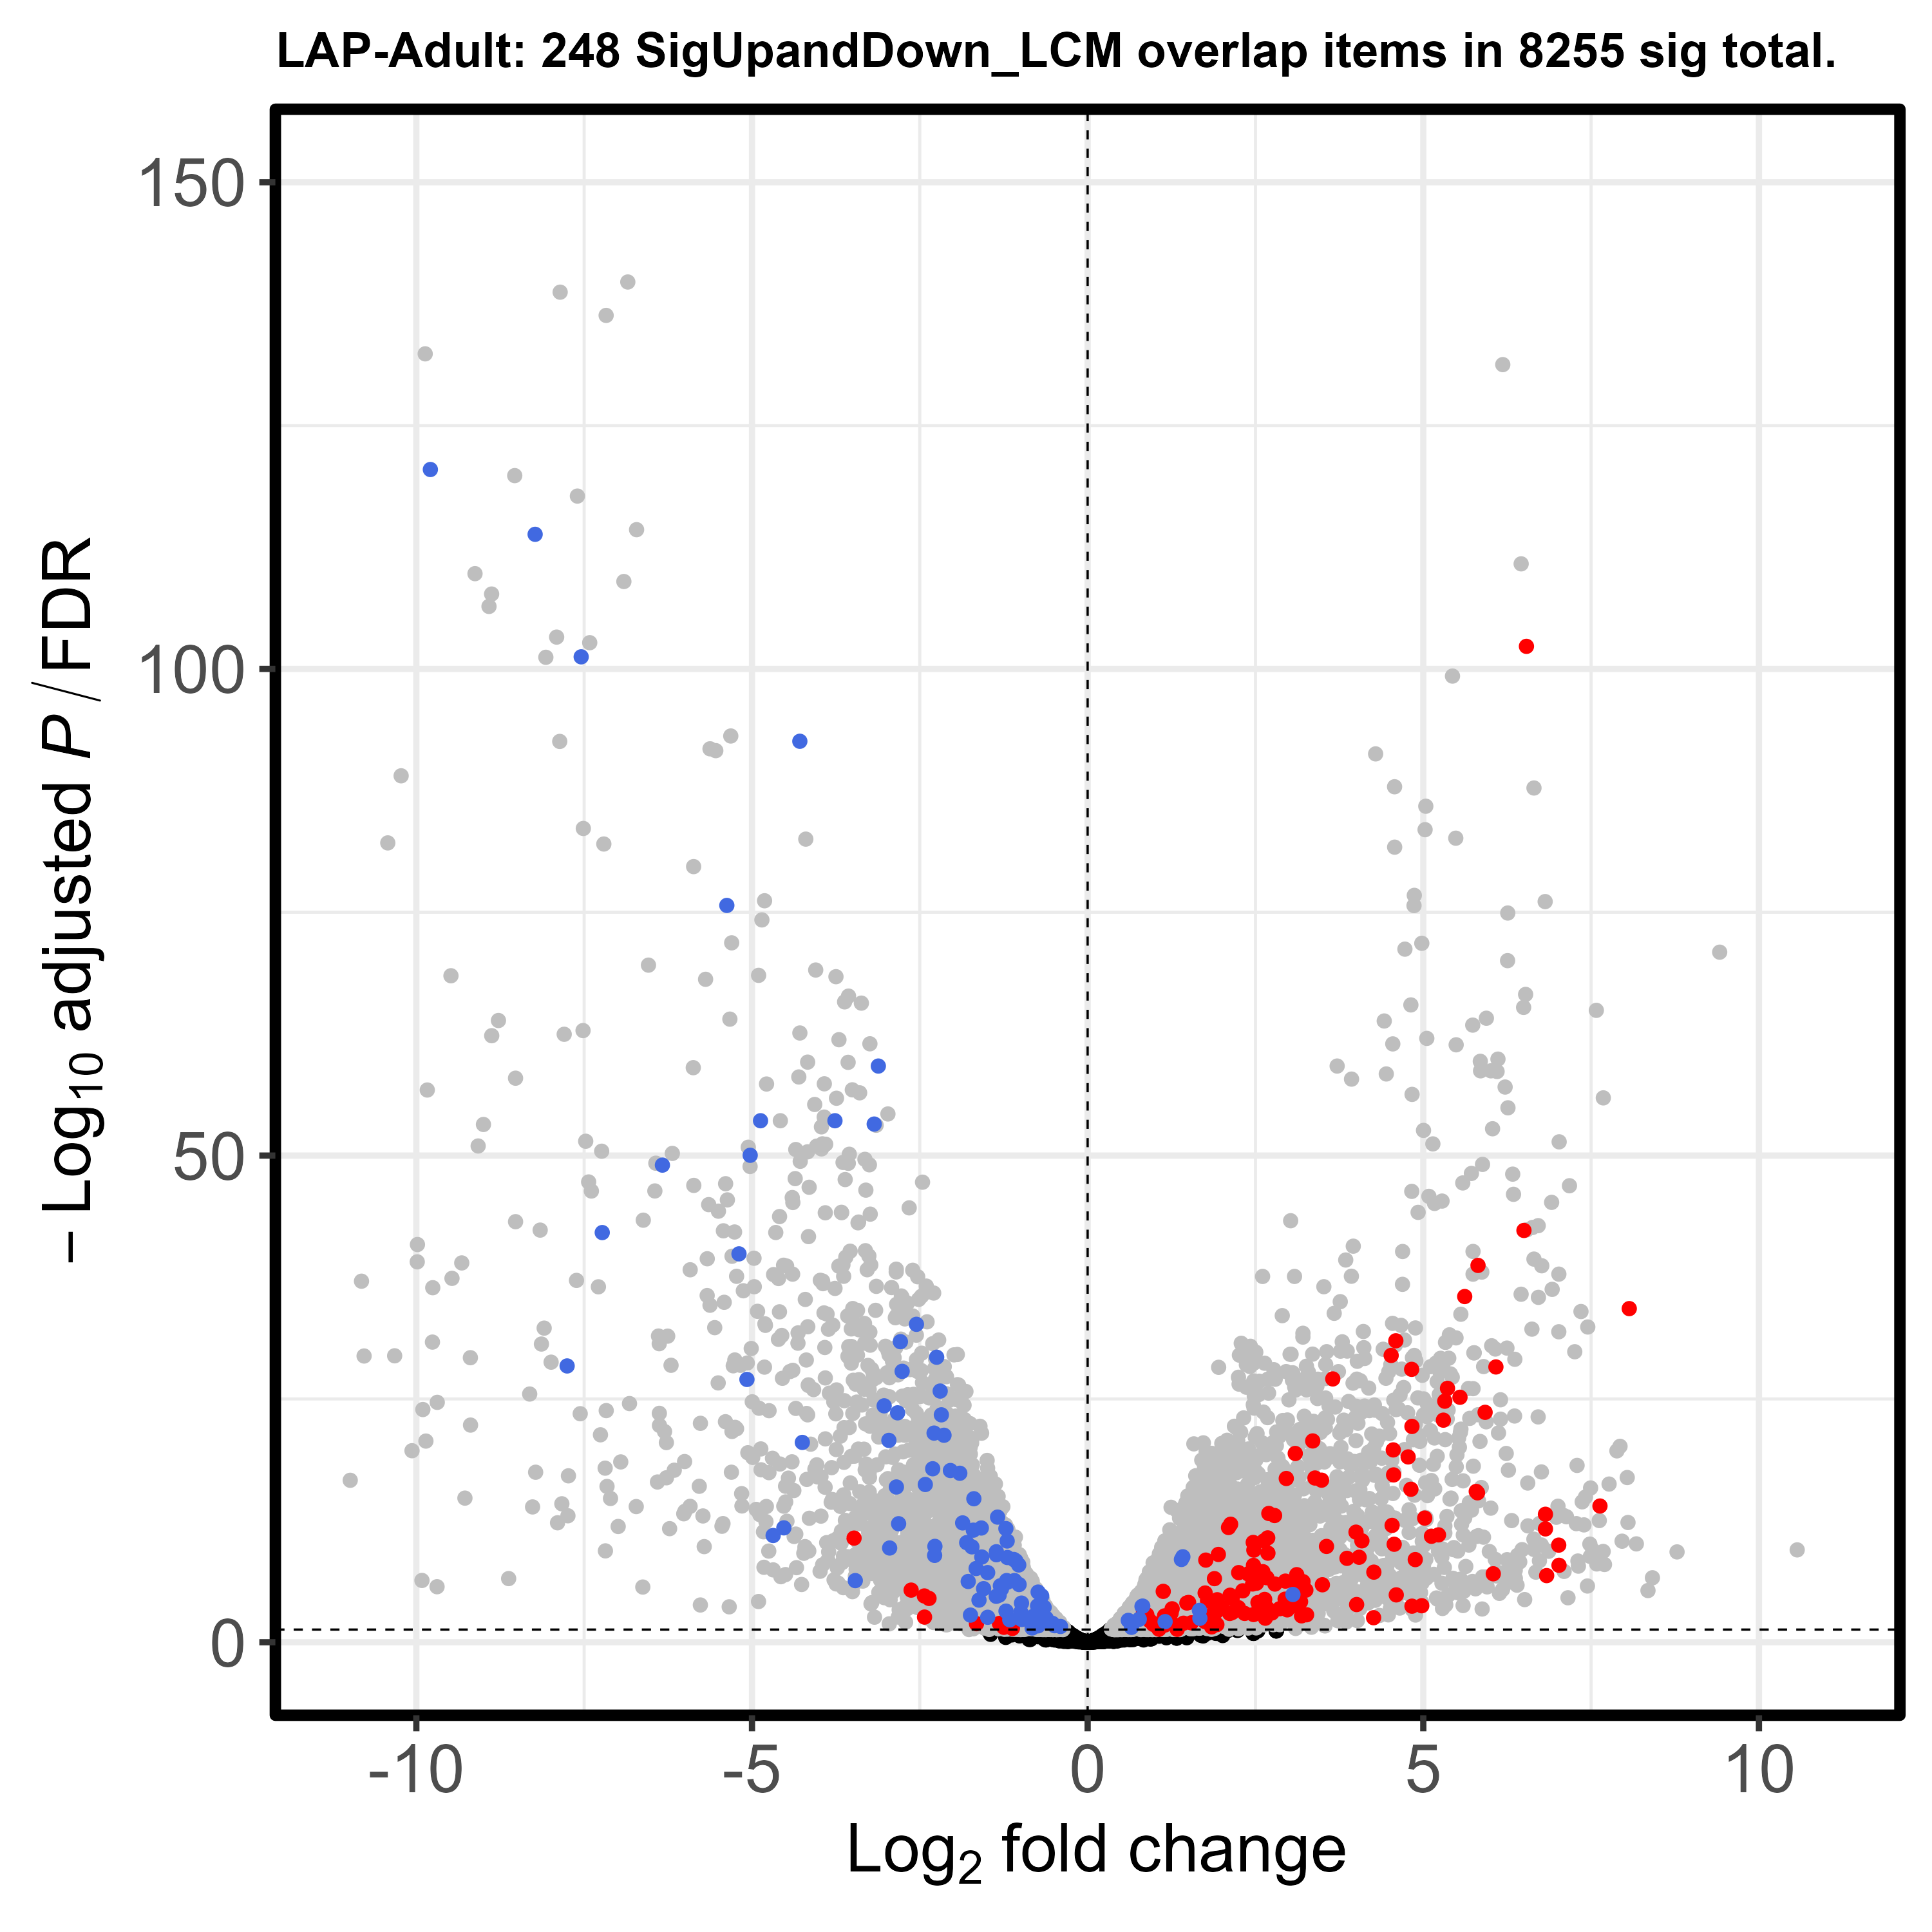 LAP-Adult: 248 SigUpandDown_LCM overlap items in 8255 sig total.
150
100
50
0
− Log10 adjusted P / FDR
-10 -5 0 5 10
Log2 fold change